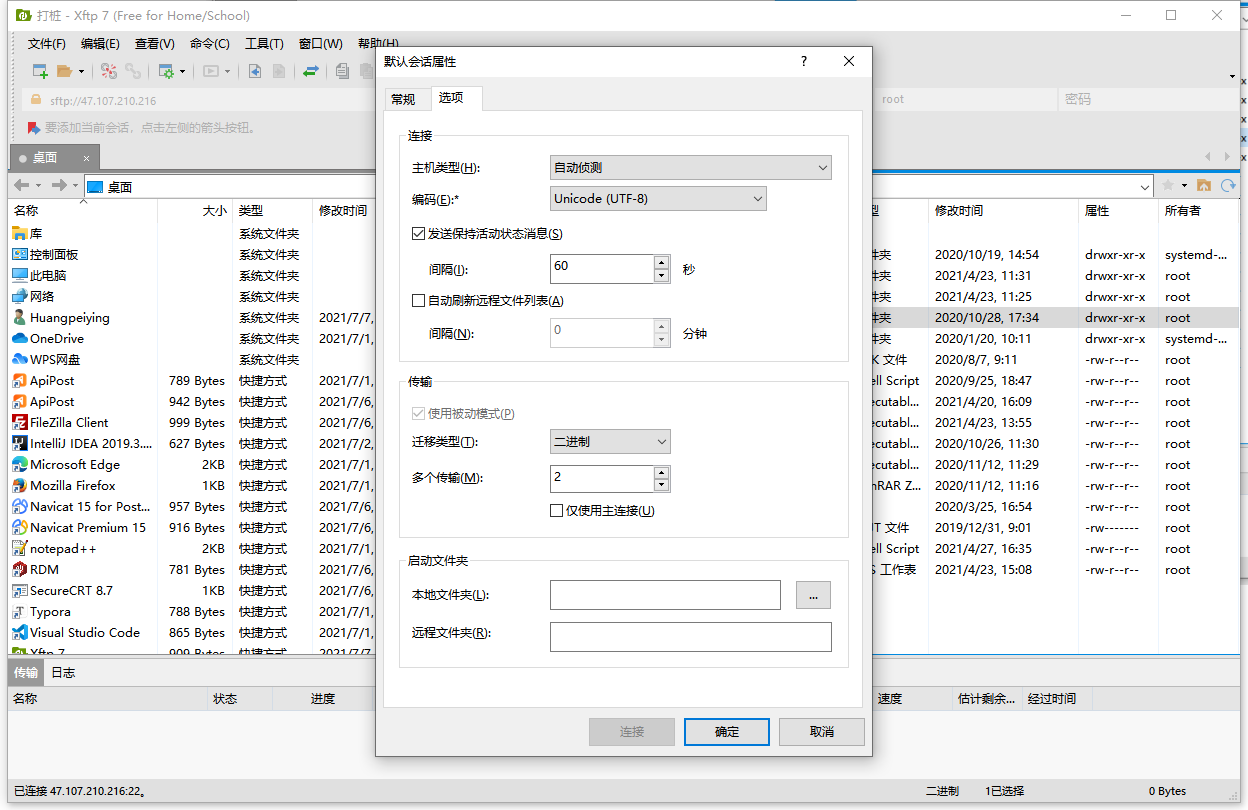 打桩 - Xftp 7 (Free for Home/School)
文件(F) 编辑(E) 查看(V) 命令(C) 工具(T) 窗口(W) 帮助(H)
sftp://47.107.210.216 root 密码
要添加当前会话，点击左侧的箭头按钮。
桌面 ×
桌面
名称 大小 类型 修改时间
库 系统文件夹
控制面板 系统文件夹
此电脑 系统文件夹
网络 系统文件夹
Huangpeiying 系统文件夹 2021/7/7,
OneDrive 系统文件夹 2021/7/1,
WPS网盘 系统文件夹
ApiPost 789 Bytes 快捷方式 2021/7/1,
ApiPost 942 Bytes 快捷方式 2021/7/6,
FileZilla Client 999 Bytes 快捷方式 2021/7/6,
IntelliJ IDEA 2019.3.... 627 Bytes 快捷方式 2021/7/2,
Microsoft Edge 2KB 快捷方式 2021/7/1,
Mozilla Firefox 1KB 快捷方式 2021/7/1,
Navicat 15 for Post... 957 Bytes 快捷方式 2021/7/6,
Navicat Premium 15 916 Bytes 快捷方式 2021/7/6,
notepad++ 2KB 快捷方式 2021/7/1,
RDM 781 Bytes 快捷方式 2021/7/6,
SecureCRT 8.7 1KB 快捷方式 2021/7/6,
Typora 788 Bytes 快捷方式 2021/7/1,
Visual Studio Code 865 Bytes 快捷方式 2021/7/1,
Xftp 7 909 Bytes 快捷方式 2021/7/7
默认会话属性 ?
常规 选项
连接
主机类型(H): 自动侦测
编码(E):* Unicode (UTF-8)
发送保持活动状态消息(S)
间隔(I): 60 秒
自动刷新远程文件列表(A)
间隔(N): 0 分钟
传输
使用被动模式(P)
迁移类型(T): 二进制
多个传输(M): 2
仅使用主连接(U)
启动文件夹
本地文件夹(L): ...
远程文件夹(R):
连接 确定 取消
型 修改时间 属性 所有者
件夹 2020/10/19, 14:54 drwxr-xr-x systemd-...
件夹 2021/4/23, 11:31 drwxr-xr-x root
件夹 2021/4/23, 11:25 drwxr-xr-x root
件夹 2020/10/28, 17:34 drwxr-xr-x root
件夹 2020/1/20, 10:11 drwxr-xr-x systemd-...
K 文件 2020/8/7, 9:11 -rw-r--r-- root
ell Script 2020/9/25, 18:47 -rw-r--r-- root
ecutabl... 2021/4/20, 16:09 -rw-r--r-- root
ecutabl... 2021/4/23, 13:55 -rw-r--r-- root
ecutabl... 2020/10/26, 11:30 -rw-r--r-- root
ecutabl... 2020/11/12, 11:29 -rw-r--r-- root
nRAR Z... 2020/11/12, 11:16 -rw-r--r-- root
2020/3/25, 16:54 -rw-r--r-- root
T 文件 2019/12/31, 9:01 -rw------- root
ell Script 2021/4/27, 16:35 -rw-r--r-- root
S 工作表 2021/4/23, 15:08 -rw-r--r-- root
传输 日志
名称 状态 进度 速度 估计剩余... 经过时间
已连接 47.107.210.216:22。 二进制 1已选择 0 Bytes